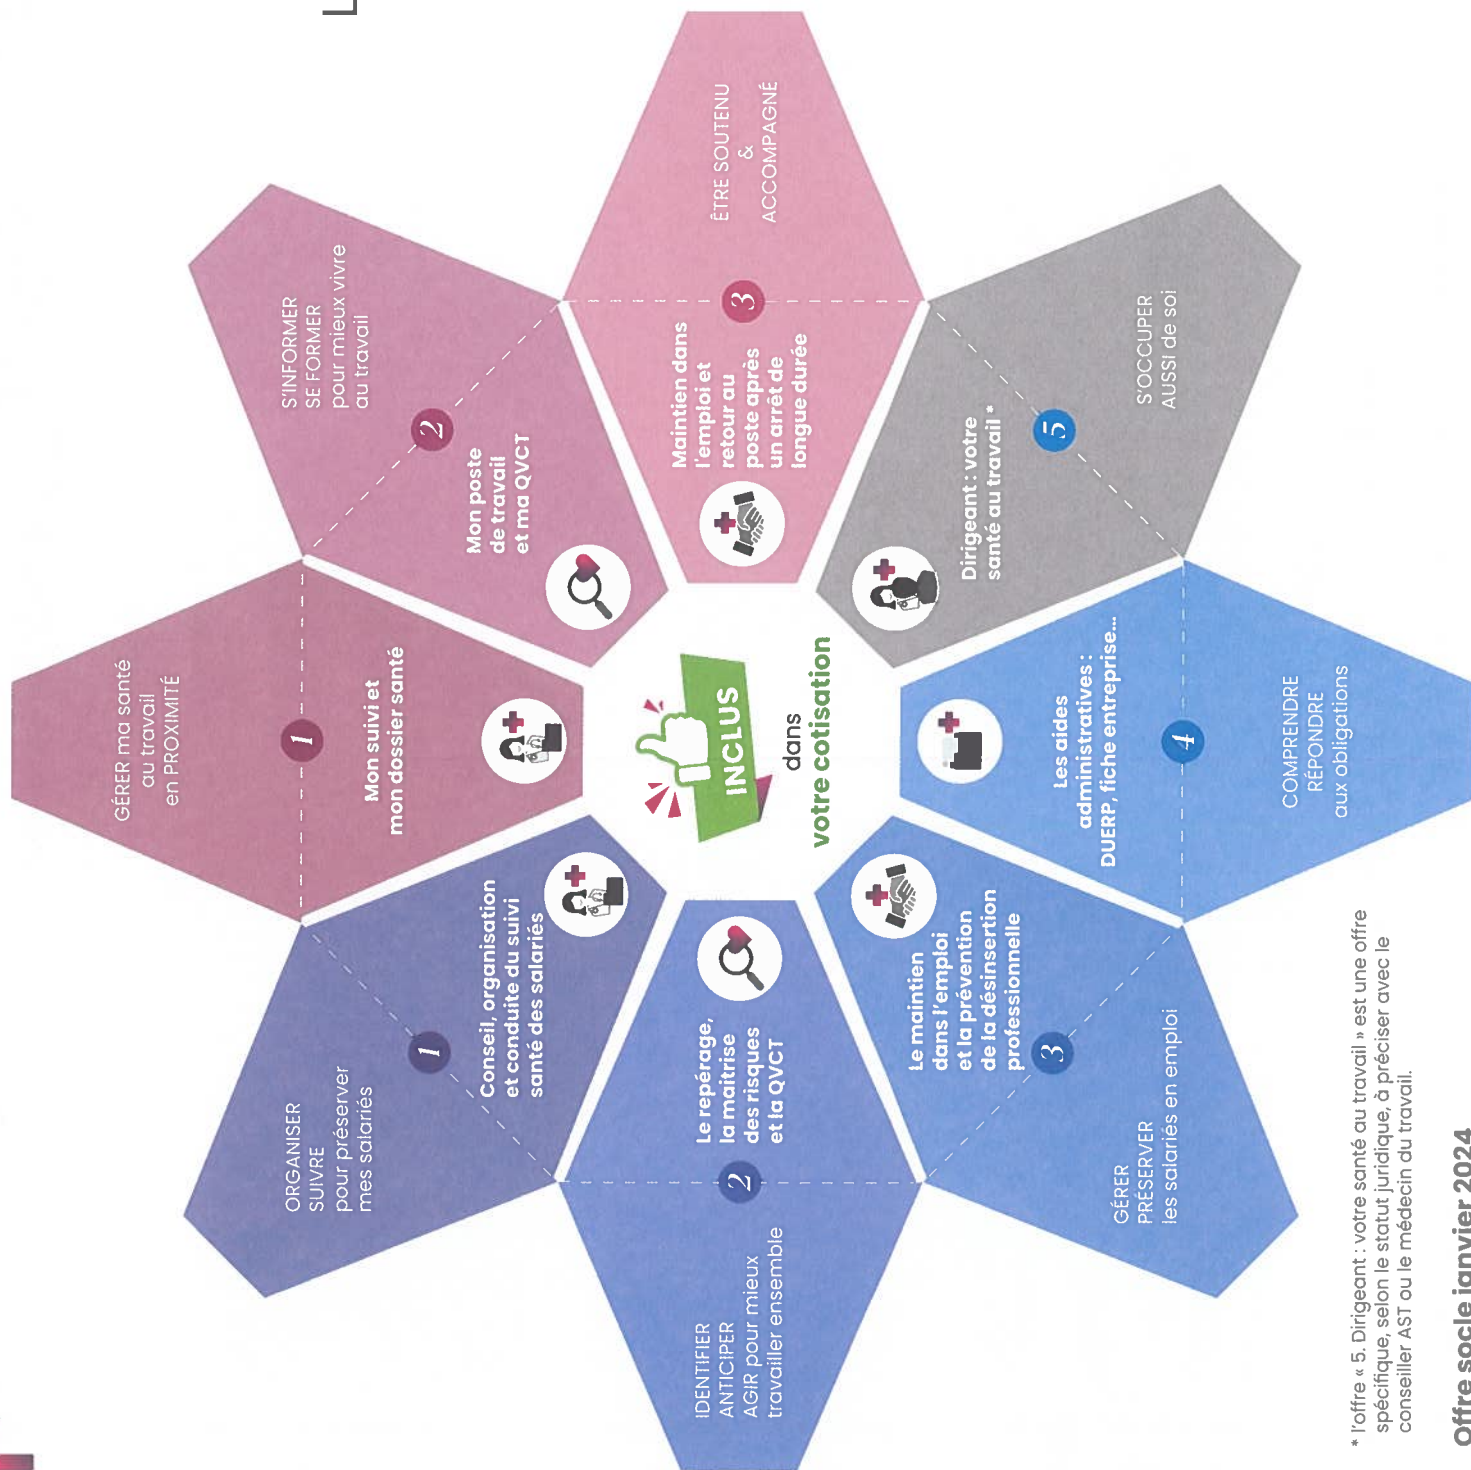 GÉRER ma santé
au travail
en PROXIMITÉ
1
Mon suivi et
mon dossier santé
S'INFORMER
SE FORMER
pour mieux vivre
au travail
2
Mon poste
de travail
et ma QVCT
ÊTRE SOUTENU
&
ACCOMPAGNÉ
3
Maintien dans
l'emploi et
retour au
poste après
un arrêt de
longue durée
S'OCCUPER
AUSSI de soi
5
Dirigeant : votre
santé au travail *
Les aides
administratives :
DUERP, fiche entreprise...
4
COMPRENDRE
RÉPONDRE
aux obligations
Le maintien
dans l'emploi
et la prévention
de la désinsertion
professionnelle
3
GÉRER
PRÉSERVER
les salariés en emploi
Le repérage,
la maitrise
des risques
et la QVCT
2
IDENTIFIER
ANTICIPER
AGIR pour mieux
travailler ensemble
ORGANISER
SUIVRE
pour préserver
mes salariés
1
Conseil, organisation
et conduite du suivi
santé des salariés
INCLUS
dans
votre cotisation
* l'offre « 5. Dirigeant : votre santé au travail » est une offre
spécifique, selon le statut juridique, à préciser avec le
conseiller AST ou le médecin du travail.
Offre socle janvier 2024